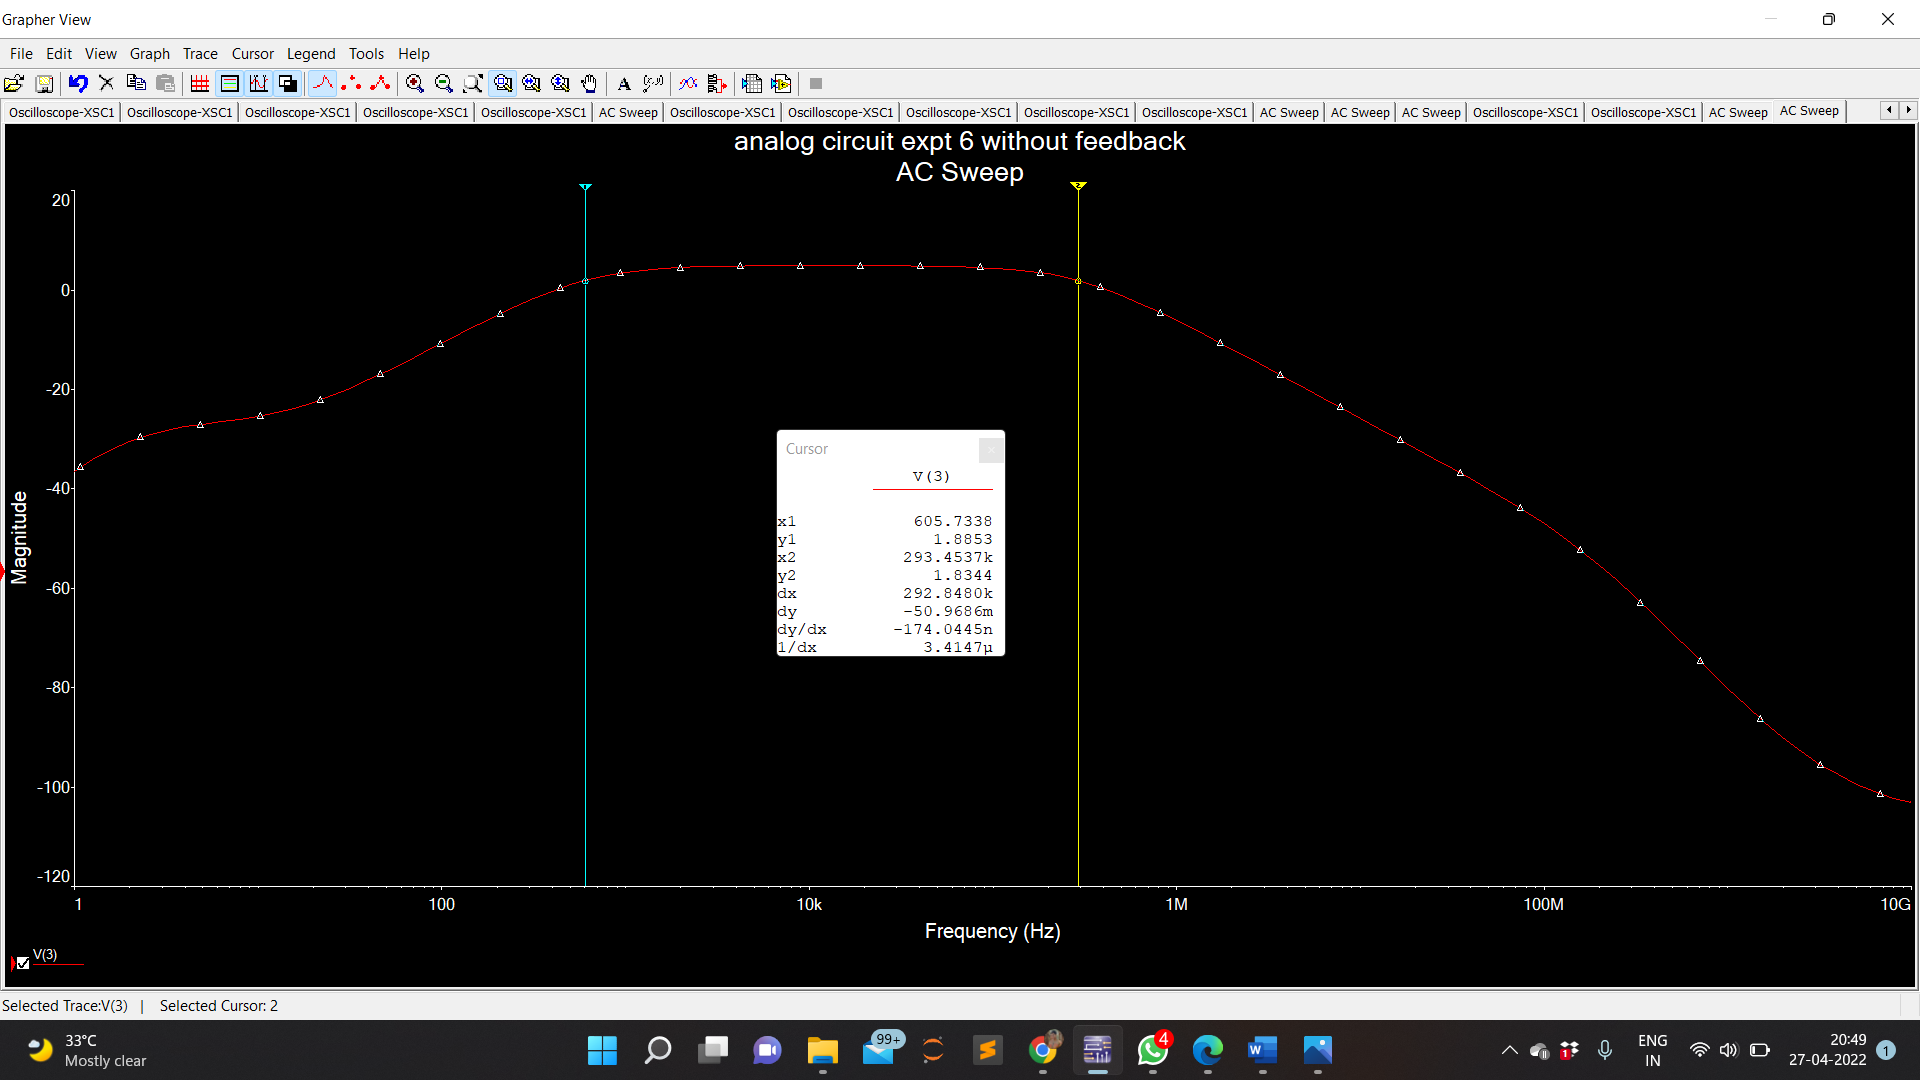 Grapher View
File Edit View Graph Trace Cursor Legend Tools Help
Oscilloscope-XSC1 Oscilloscope-XSC1 Oscilloscope-XSC1 Oscilloscope-XSC1 Oscilloscope-XSC1 AC Sweep Oscilloscope-XSC1 Oscilloscope-XSC1 Oscilloscope-XSC1 Oscilloscope-XSC1 Oscilloscope-XSC1 AC Sweep AC Sweep AC Sweep Oscilloscope-XSC1 Oscilloscope-XSC1 AC Sweep AC Sweep
analog circuit expt 6 without feedback
AC Sweep
20
0
-20
-40
-60
-80
-100
-120
Magnitude
Cursor
V(3)
x1 605.7338
y1 1.8853
x2 293.4537k
y2 1.8344
dx 292.8480k
dy -50.9686m
dy/dx -174.0445n
1/dx 3.4147µ
1 100 10k 1M 100M 10G
Frequency (Hz)
V(3)
Selected Trace:V(3) | Selected Cursor: 2
33°C
Mostly clear
99+
4
1
ENG
IN
20:49
27-04-2022
1